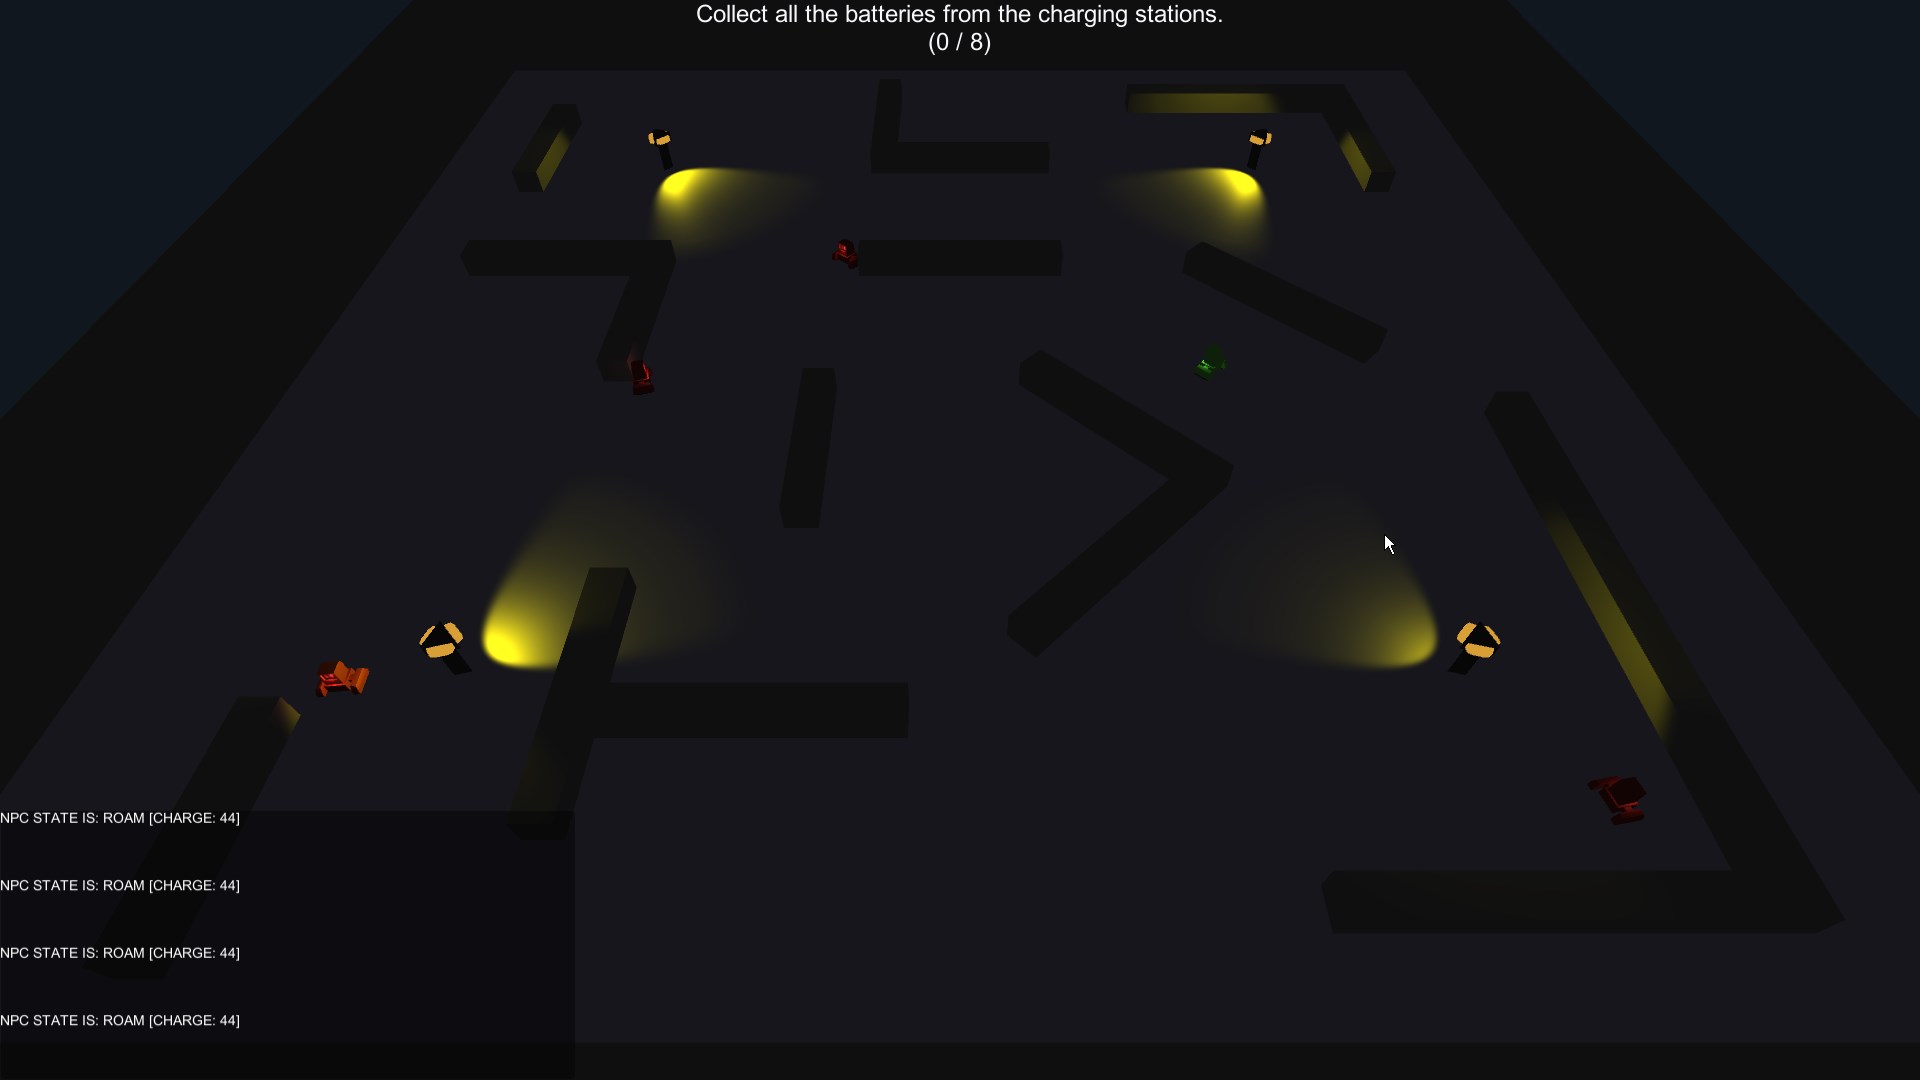 Collect all the batteries from the charging stations.
(0 / 8)
NPC STATE IS: ROAM [CHARGE: 44]
NPC STATE IS: ROAM [CHARGE: 44]
NPC STATE IS: ROAM [CHARGE: 44]
NPC STATE IS: ROAM [CHARGE: 44]